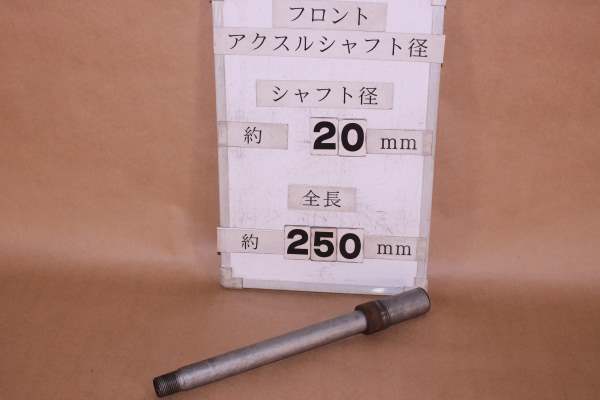 フロント
アクスルシャフト径
シャフト径
約 20 mm
全長
約 250 mm